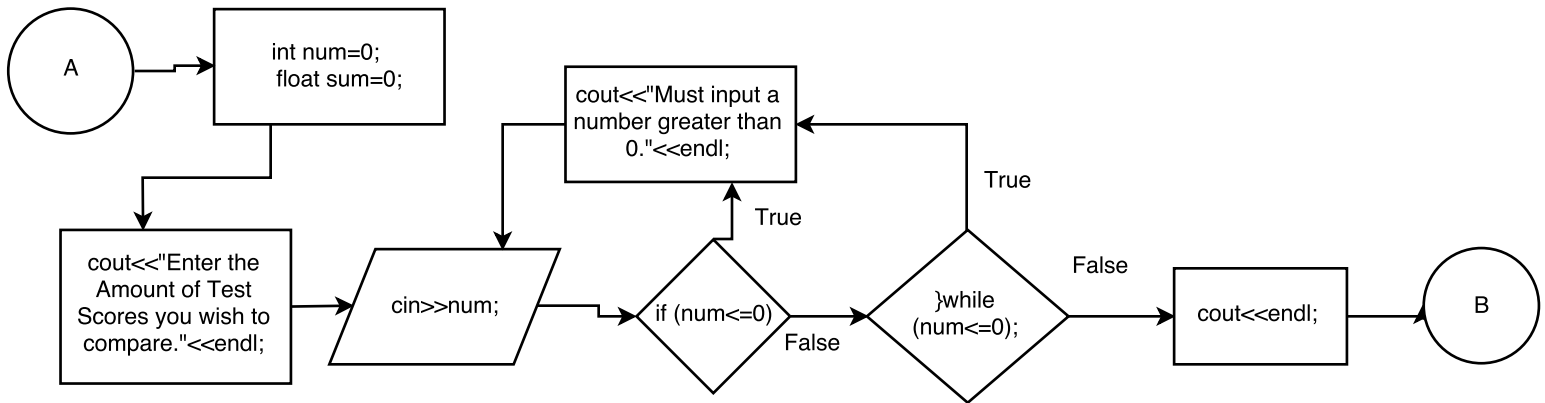 A
int num=0;
float sum=0;
cout<<"Enter the
Amount of Test
Scores you wish to
compare."<<endl;
cin>>num;
cout<<"Must input a
number greater than
0."<<endl;
True
if (num<=0)
False
True
}while
(num<=0);
False
cout<<endl;
B